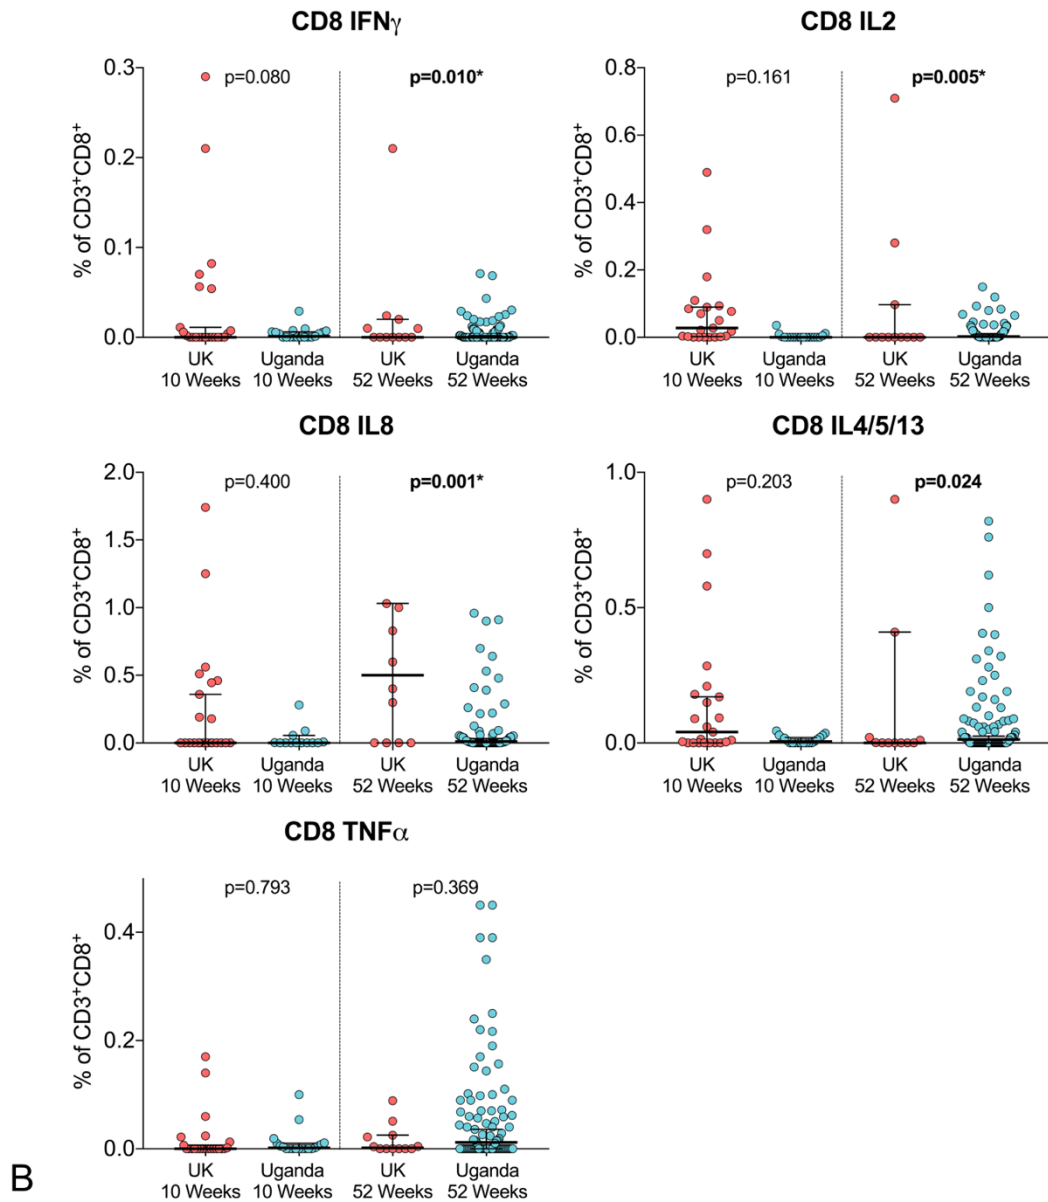 CD8 IFNγ
% of CD3⁺CD8⁺
0.3
0.2
0.1
0.0
p=0.080
p=0.010*
UK
10 Weeks
Uganda
10 Weeks
UK
52 Weeks
Uganda
52 Weeks
CD8 IL2
% of CD3⁺CD8⁺
0.8
0.6
0.4
0.2
0.0
p=0.161
p=0.005*
UK
10 Weeks
Uganda
10 Weeks
UK
52 Weeks
Uganda
52 Weeks
CD8 IL8
% of CD3⁺CD8⁺
2.0
1.5
1.0
0.5
0.0
p=0.400
p=0.001*
UK
10 Weeks
Uganda
10 Weeks
UK
52 Weeks
Uganda
52 Weeks
CD8 IL4/5/13
% of CD3⁺CD8⁺
1.0
0.5
0.0
p=0.203
p=0.024
UK
10 Weeks
Uganda
10 Weeks
UK
52 Weeks
Uganda
52 Weeks
CD8 TNFα
% of CD3⁺CD8⁺
0.4
0.2
0.0
p=0.793
p=0.369
UK
10 Weeks
Uganda
10 Weeks
UK
52 Weeks
Uganda
52 Weeks
B